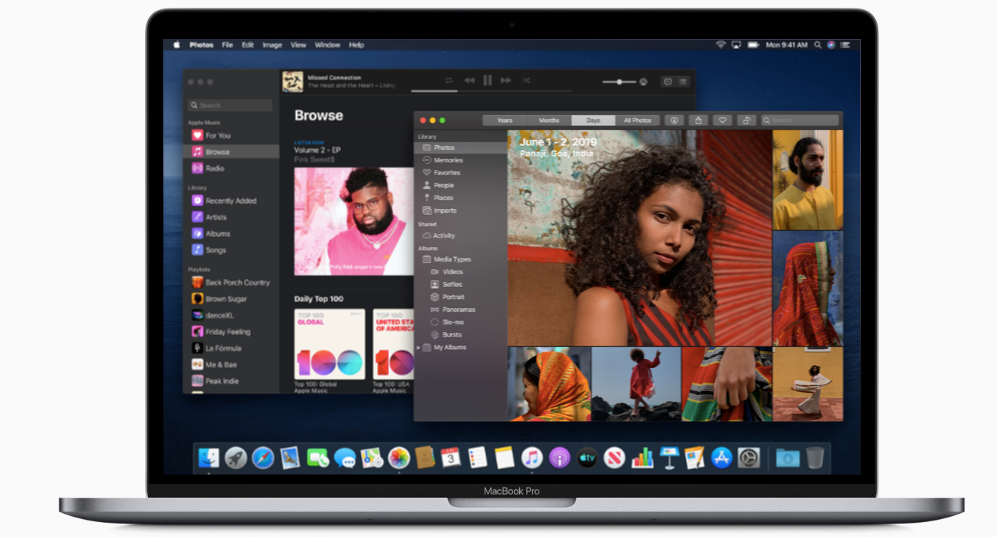 Photos File Edit Image View Window Help
Mon 9:41 AM
Search
Apple Music
For You
Browse
Radio
Library
Recently Added
Artists
Albums
Songs
Playlists
Back Porch Country
Brown Sugar
danceXL
Friday Feeling
La Fórmula
Me & Bae
Peak Indie
Missed Connection
The Head and the Heart – Living
Browse
LISTEN NOW
Volume 2 - EP
Pink Sweat$
Philly R&B singer's new
Daily Top 100
TOP 100
GLOBAL
100
Top 100: Global
Apple Music
TOP 100
UNITED STA
OF AMERICA
10
Top 100: USA
Apple Music
Years Months Days All Photos
Search
Library
Photos
Memories
Favorites
People
Places
Imports
Shared
Activity
Albums
Media Types
Videos
Selfies
Portrait
Panoramas
Slo-mo
Bursts
My Albums
June 1 - 2, 2019
Panaji, Goa, India
3
tv
MacBook Pro